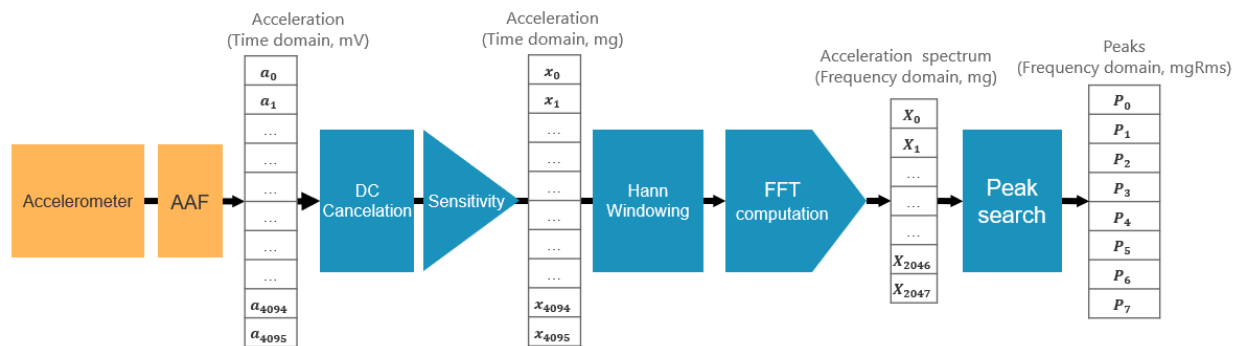 Acceleration
(Time domain, mV)
a₀
a₁
...
...
...
...
...
...
a₄₀₉₄
a₄₀₉₅
Acceleration
(Time domain, mg)
x₀
x₁
...
...
...
...
...
...
x₄₀₉₄
x₄₀₉₅
Acceleration spectrum
(Frequency domain, mg)
X₀
X₁
...
...
...
X₂₀₄₆
X₂₀₄₇
Peaks
(Frequency domain, mgRms)
P₀
P₁
P₂
P₃
P₄
P₅
P₆
P₇
Accelerometer
AAF
DC
Cancelation
Sensitivity
Hann
Windowing
FFT
computation
Peak
search